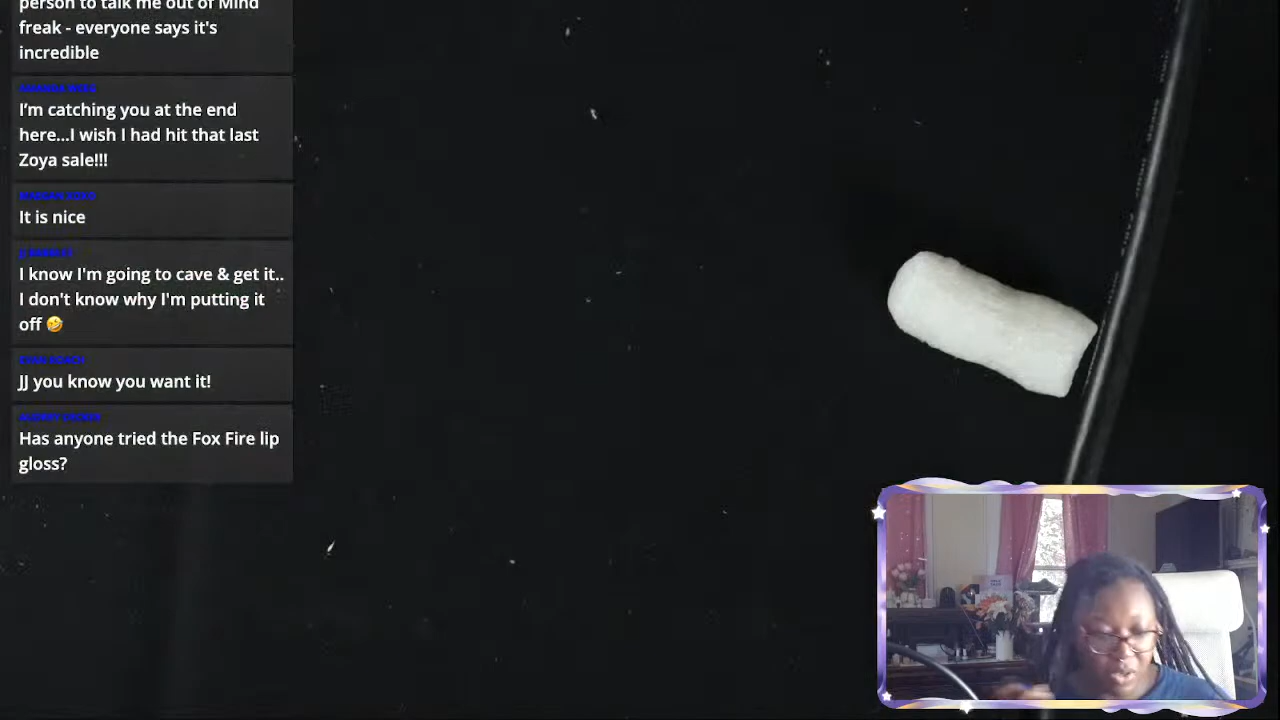 person to talk me out of Mind
freak - everyone says it's
incredible
I'm catching you at the end
here...I wish I had hit that last
Zoya sale!!!
It is nice
I know I'm going to cave & get it..
I don't know why I'm putting it
off 🤣
JJ you know you want it!
Has anyone tried the Fox Fire lip
gloss?